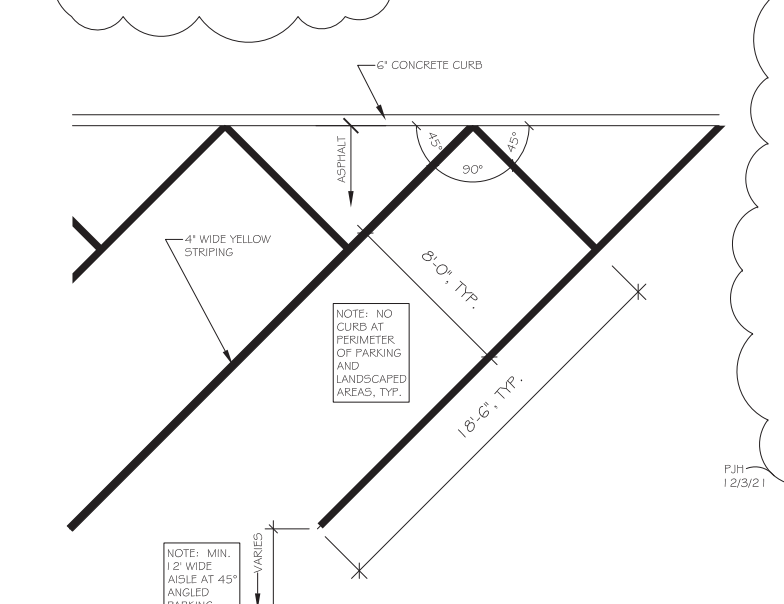 6" CONCRETE CURB
ASPHALT
45°
45°
90°
4" WIDE YELLOW
STRIPING
8'-0", TYP.
NOTE: NO
CURB AT
PERIMETER
OF PARKING
AND
LANDSCAPED
AREAS, TYP.
18'-6", TYP.
PJH
12/3/21
VARIES
NOTE: MIN.
12' WIDE
AISLE AT 45°
ANGLED
PARKING